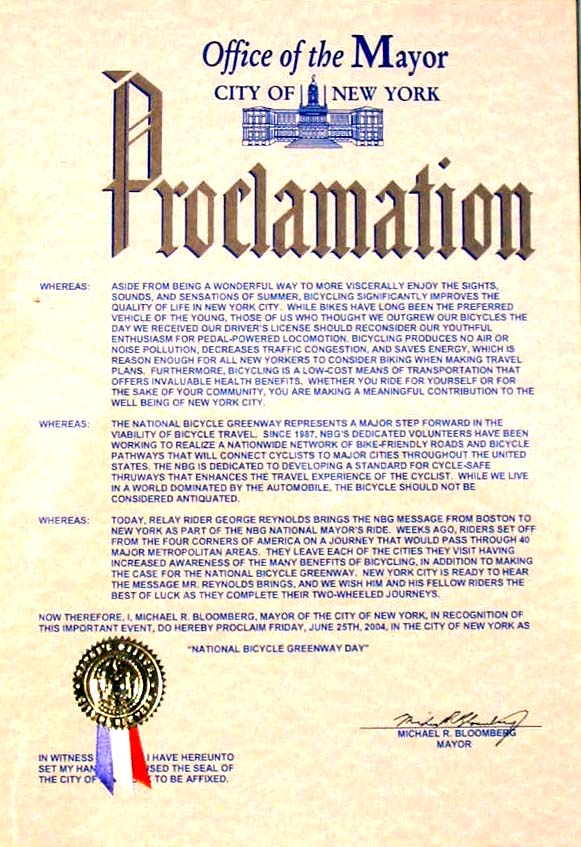 Office of the Mayor
CITY OF NEW YORK
Proclamation
WHEREAS: ASIDE FROM BEING A WONDERFUL WAY TO MORE VISCERALLY ENJOY THE SIGHTS,
SOUNDS, AND SENSATIONS OF SUMMER, BICYCLING SIGNIFICANTLY IMPROVES THE
QUALITY OF LIFE IN NEW YORK CITY. WHILE BIKES HAVE LONG BEEN THE PREFERRED
VEHICLE OF THE YOUNG, THOSE OF US WHO THOUGHT WE OUTGREW OUR BICYCLES THE
DAY WE RECEIVED OUR DRIVER'S LICENSE SHOULD RECONSIDER OUR YOUTHFUL
ENTHUSIASM FOR PEDAL-POWERED LOCOMOTION. BICYCLING PRODUCES NO AIR OR
NOISE POLLUTION, DECREASES TRAFFIC CONGESTION, AND SAVES ENERGY, WHICH IS
REASON ENOUGH FOR ALL NEW YORKERS TO CONSIDER BIKING WHEN MAKING TRAVEL
PLANS. FURTHERMORE, BICYCLING IS A LOW-COST MEANS OF TRANSPORTATION THAT
OFFERS INVALUABLE HEALTH BENEFITS. WHETHER YOU RIDE FOR YOURSELF OR FOR
THE SAKE OF YOUR COMMUNITY, YOU ARE MAKING A MEANINGFUL CONTRIBUTION TO THE
WELL BEING OF NEW YORK CITY.
WHEREAS: THE NATIONAL BICYCLE GREENWAY REPRESENTS A MAJOR STEP FORWARD IN THE
VIABILITY OF BICYCLE TRAVEL. SINCE 1987, NBG'S DEDICATED VOLUNTEERS HAVE BEEN
WORKING TO REALIZE A NATIONWIDE NETWORK OF BIKE-FRIENDLY ROADS AND BICYCLE
PATHWAYS THAT WILL CONNECT CYCLISTS TO MAJOR CITIES THROUGHOUT THE UNITED
STATES. THE NBG IS DEDICATED TO DEVELOPING A STANDARD FOR CYCLE-SAFE
THRUWAYS THAT ENHANCES THE TRAVEL EXPERIENCE OF THE CYCLIST. WHILE WE LIVE
IN A WORLD DOMINATED BY THE AUTOMOBILE, THE BICYCLE SHOULD NOT BE
CONSIDERED ANTIQUATED.
WHEREAS: TODAY, RELAY RIDER GEORGE REYNOLDS BRINGS THE NBG MESSAGE FROM BOSTON TO
NEW YORK AS PART OF THE NBG NATIONAL MAYOR'S RIDE. WEEKS AGO, RIDERS SET OFF
FROM THE FOUR CORNERS OF AMERICA ON A JOURNEY THAT WOULD PASS THROUGH 40
MAJOR METROPOLITAN AREAS. THEY LEAVE EACH OF THE CITIES THEY VISIT HAVING
INCREASED AWARENESS OF THE MANY BENEFITS OF BICYCLING, IN ADDITION TO MAKING
THE CASE FOR THE NATIONAL BICYCLE GREENWAY. NEW YORK CITY IS READY TO HEAR
THE MESSAGE MR. REYNOLDS BRINGS, AND WE WISH HIM AND HIS FELLOW RIDERS THE
BEST OF LUCK AS THEY COMPLETE THEIR TWO-WHEELED JOURNEYS.
NOW THEREFORE, I, MICHAEL R. BLOOMBERG, MAYOR OF THE CITY OF NEW YORK, IN RECOGNITION OF
THIS IMPORTANT EVENT, DO HEREBY PROCLAIM FRIDAY, JUNE 25TH, 2004, IN THE CITY OF NEW YORK AS
"NATIONAL BICYCLE GREENWAY DAY"
MICHAEL R. BLOOMBERG
MAYOR
IN WITNESS I HAVE HEREUNTO
SET MY HAN USED THE SEAL OF
THE CITY OF TO BE AFFIXED.